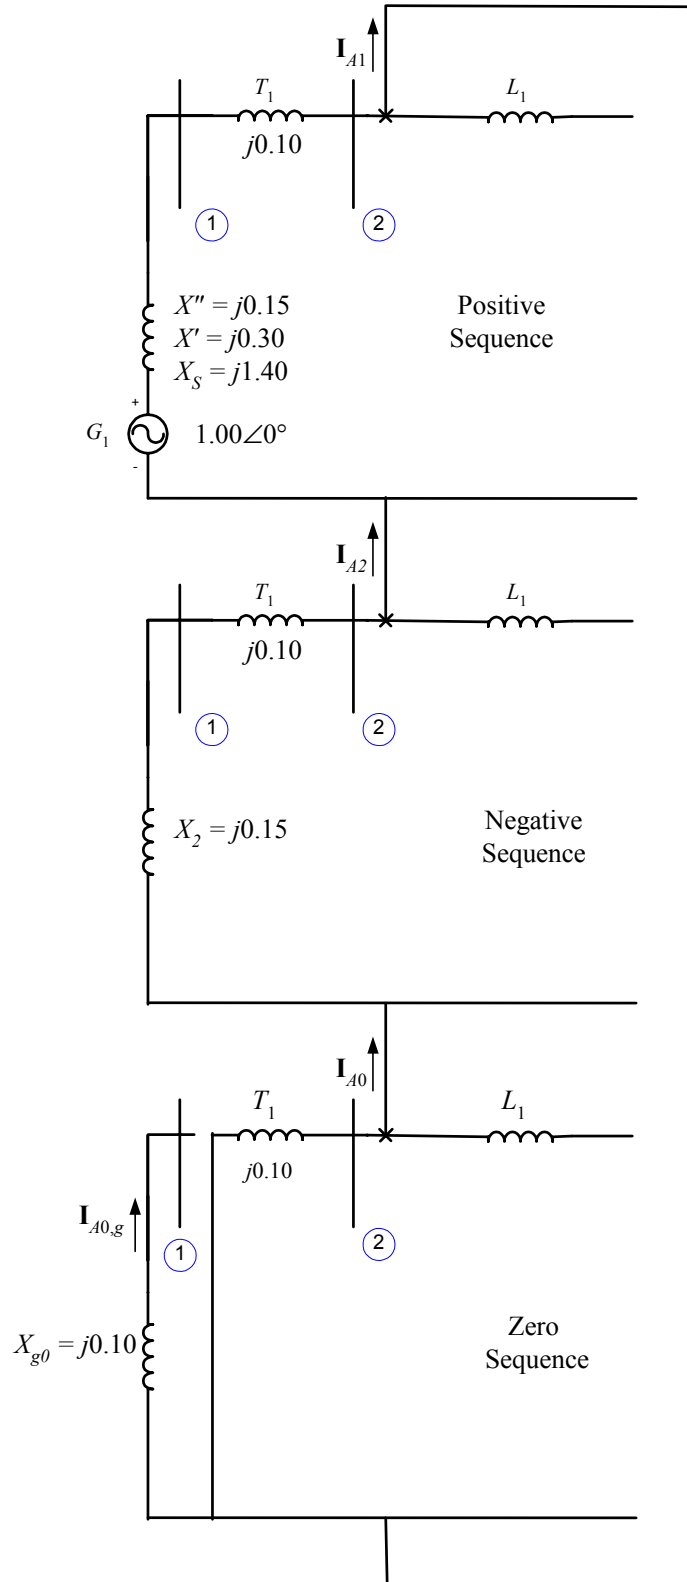 I_A1
T_1
L_1
j0.10
1
2
X″ = j0.15
X′ = j0.30
X_S = j1.40
Positive
Sequence
+
G_1
1.00∠0°
-
I_A2
T_1
L_1
j0.10
1
2
X_2 = j0.15
Negative
Sequence
I_A0
T_1
L_1
j0.10
I_A0,g
1
2
X_g0 = j0.10
Zero
Sequence